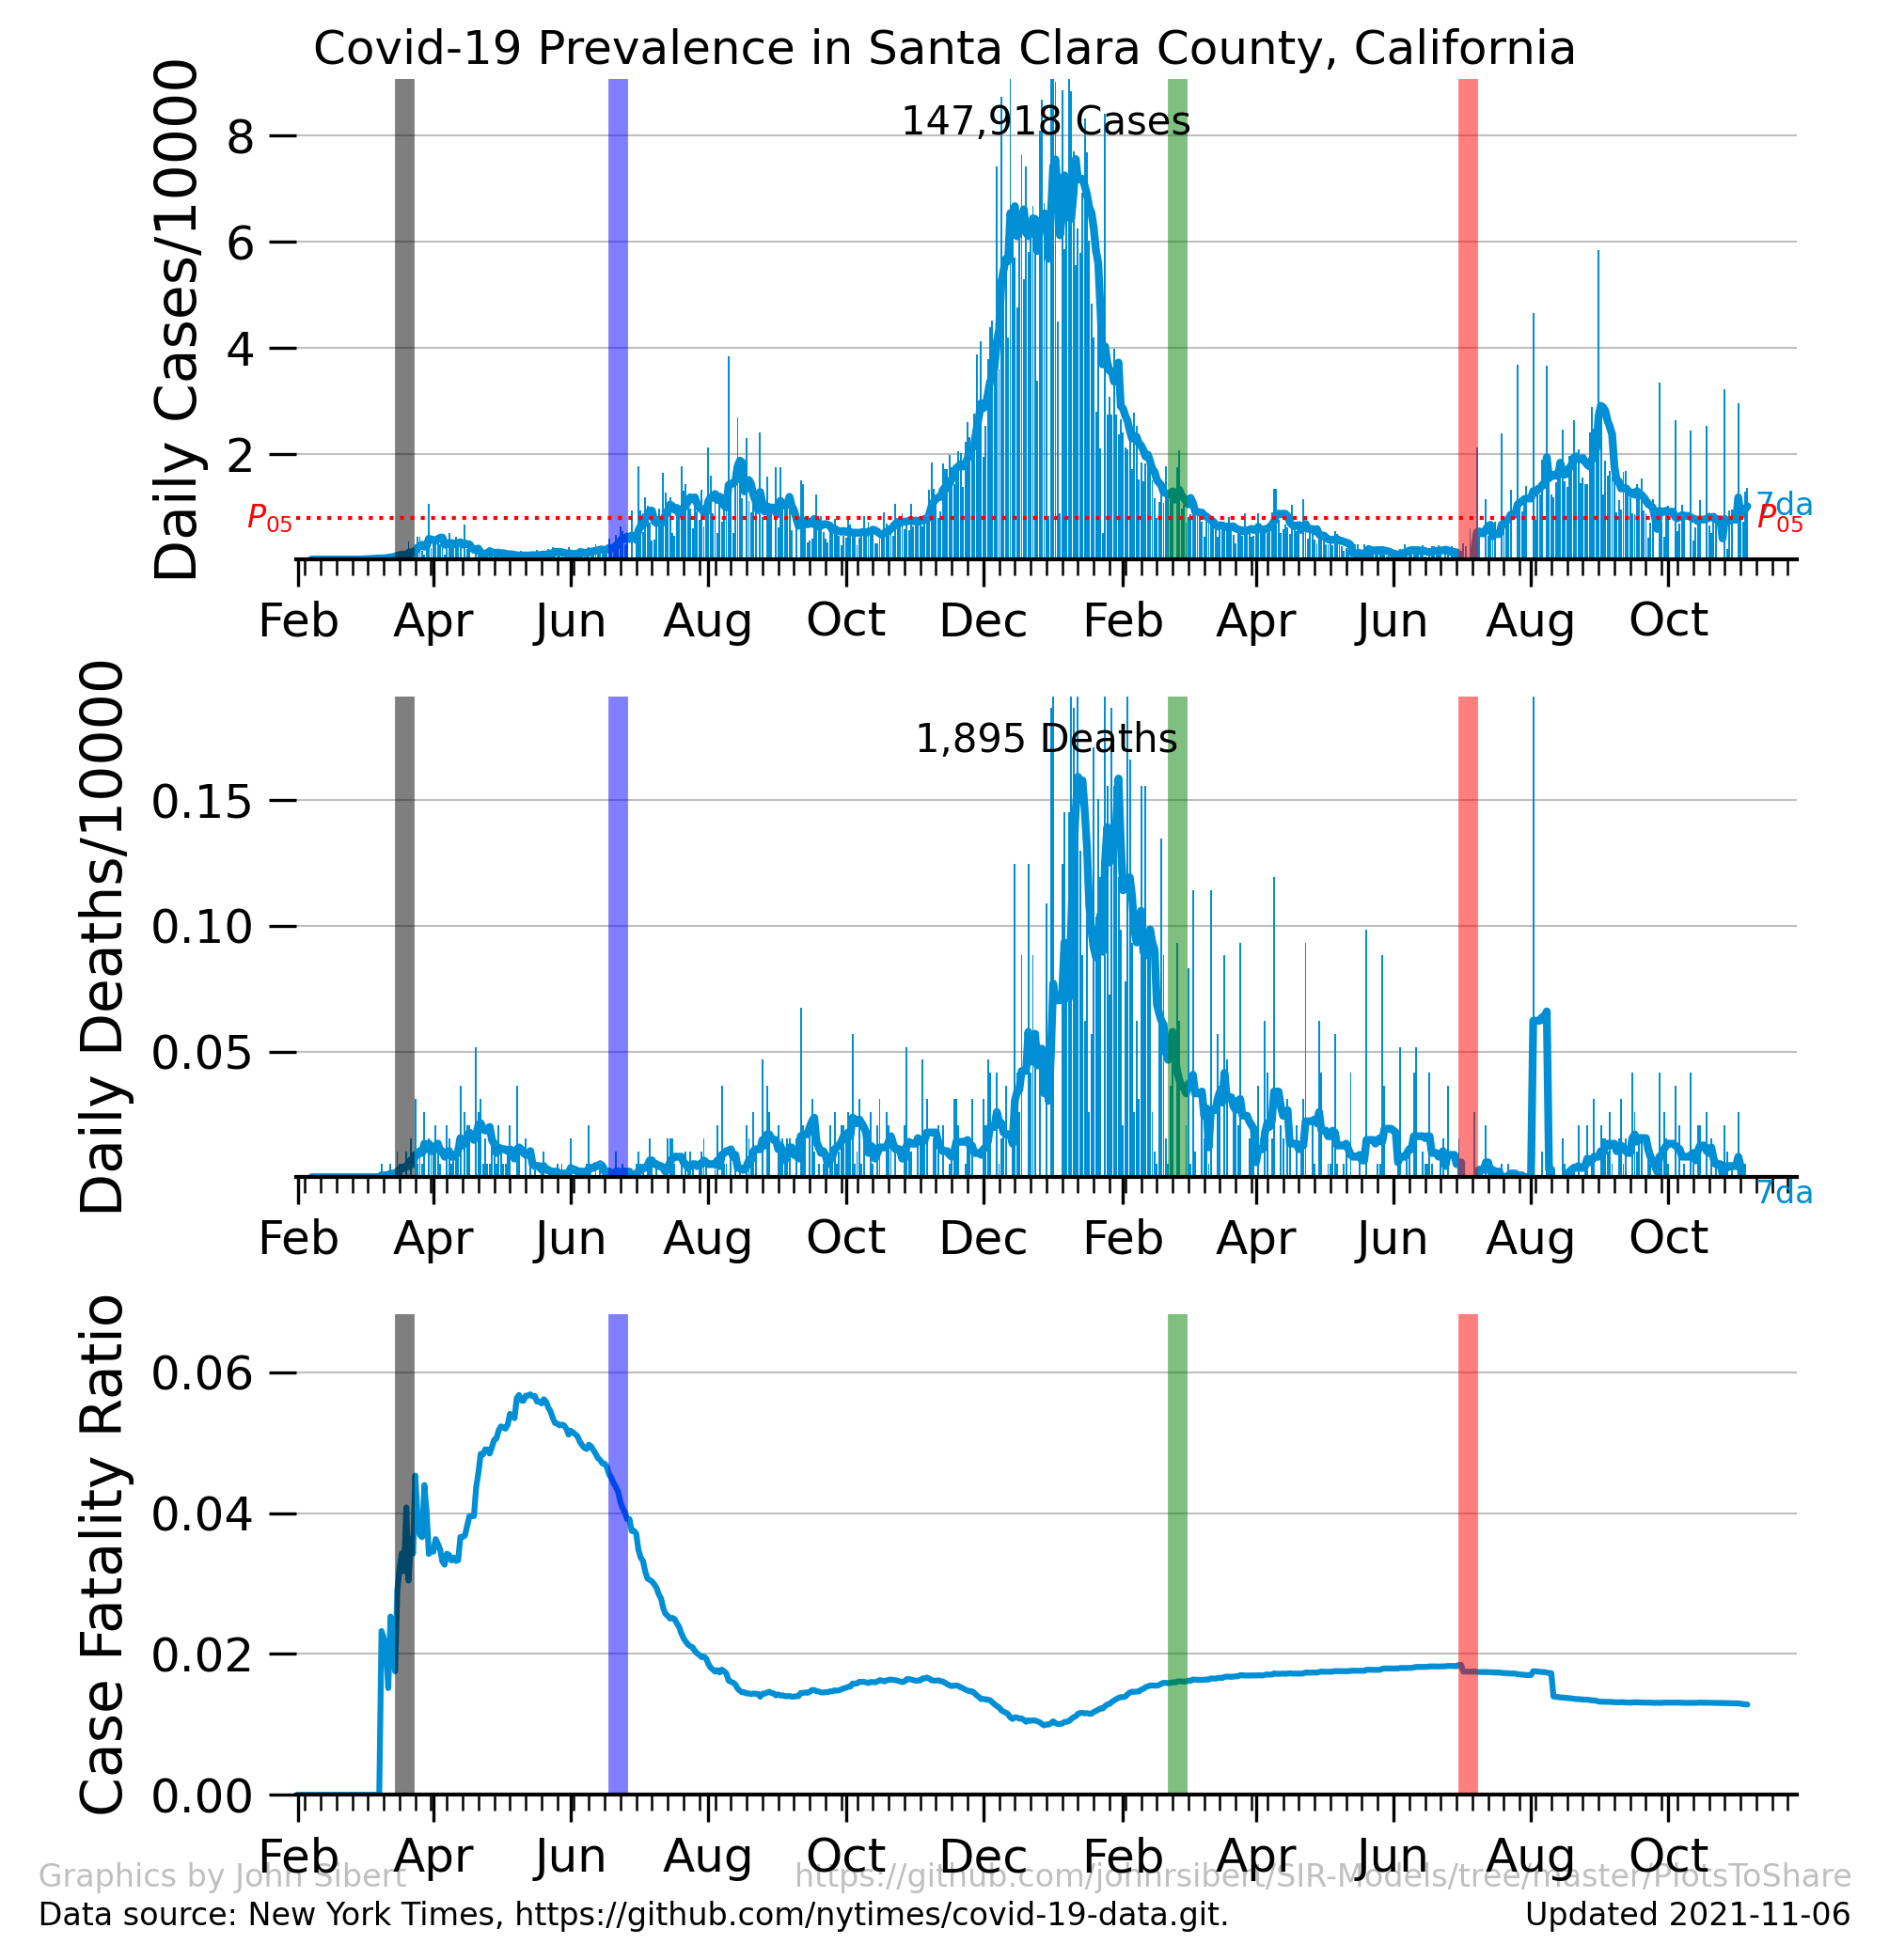 Covid-19 Prevalence in Santa Clara County, California
Daily Cases/10000
147,918 Cases
8
6
4
2
P05
7da
P05
Feb Apr Jun Aug Oct Dec Feb Apr Jun Aug Oct
Daily Deaths/10000
1,895 Deaths
0.15
0.10
0.05
7da
Feb Apr Jun Aug Oct Dec Feb Apr Jun Aug Oct
Case Fatality Ratio
0.06
0.04
0.02
0.00
Feb Apr Jun Aug Oct Dec Feb Apr Jun Aug Oct
Graphics by John Sibert https://github.com/johnrsibert/SIR-Models/tree/master/PlotsToShare
Data source: New York Times, https://github.com/nytimes/covid-19-data.git. Updated 2021-11-06